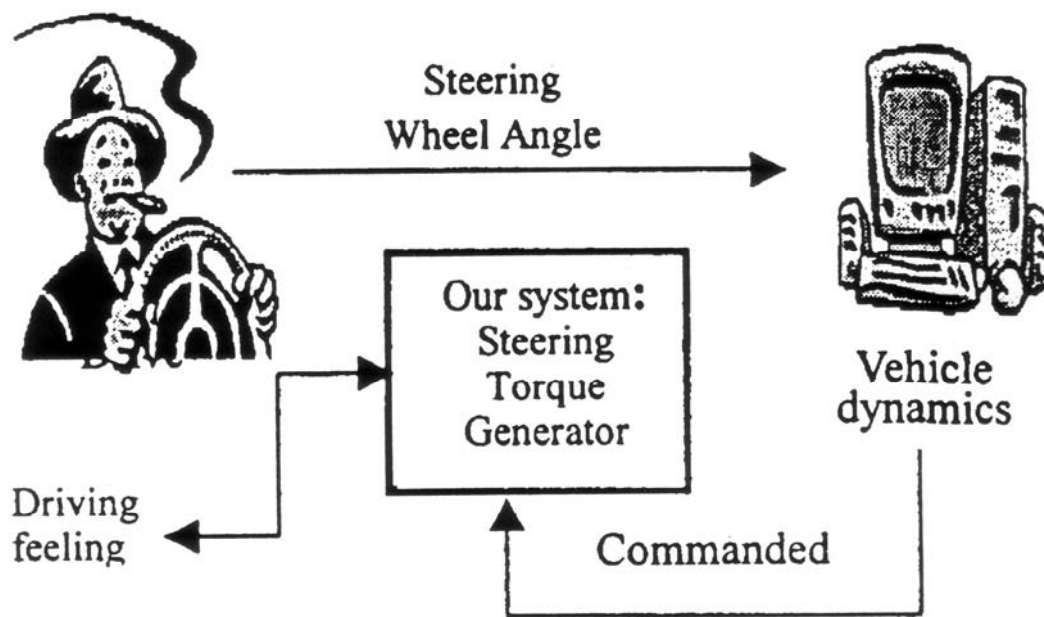 Steering
Wheel Angle
Our system:
Steering
Torque
Generator
Vehicle
dynamics
Driving
feeling
Commanded